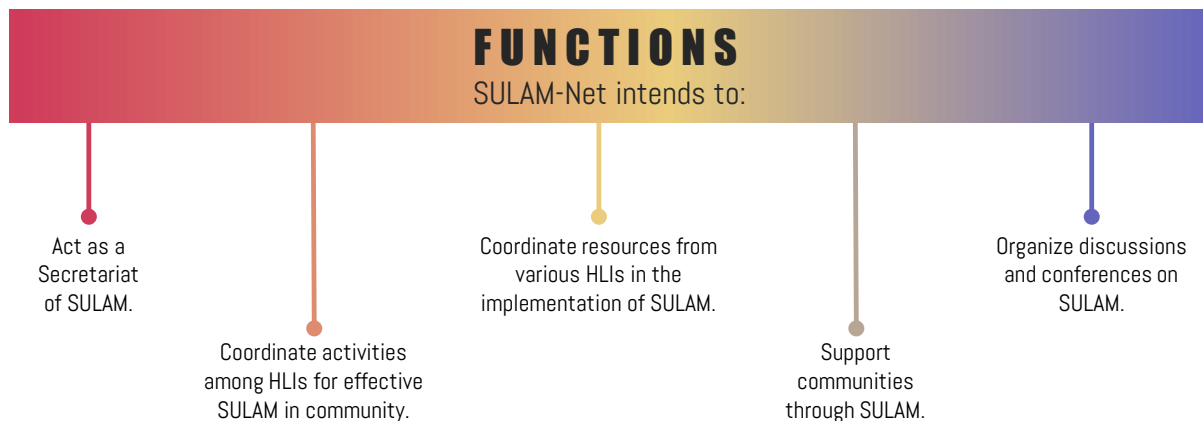 FUNCTIONS
SULAM-Net intends to:
Act as a
Secretariat
of SULAM.
Coordinate activities
among HLIs for effective
SULAM in community.
Coordinate resources from
various HLIs in the
implementation of SULAM.
Support
communities
through SULAM.
Organize discussions
and conferences on
SULAM.